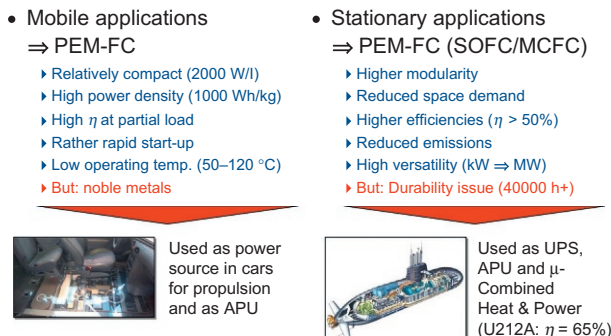 • Mobile applications
⇒ PEM-FC
Relatively compact (2000 W/l)
High power density (1000 Wh/kg)
High η at partial load
Rather rapid start-up
Low operating temp. (50–120 °C)
But: noble metals
Used as power
source in cars
for propulsion
and as APU
• Stationary applications
⇒ PEM-FC (SOFC/MCFC)
Higher modularity
Reduced space demand
Higher efficiencies (η > 50%)
Reduced emissions
High versatility (kW ⇒ MW)
But: Durability issue (40000 h+)
Used as UPS,
APU and μ-
Combined
Heat & Power
(U212A: η = 65%)